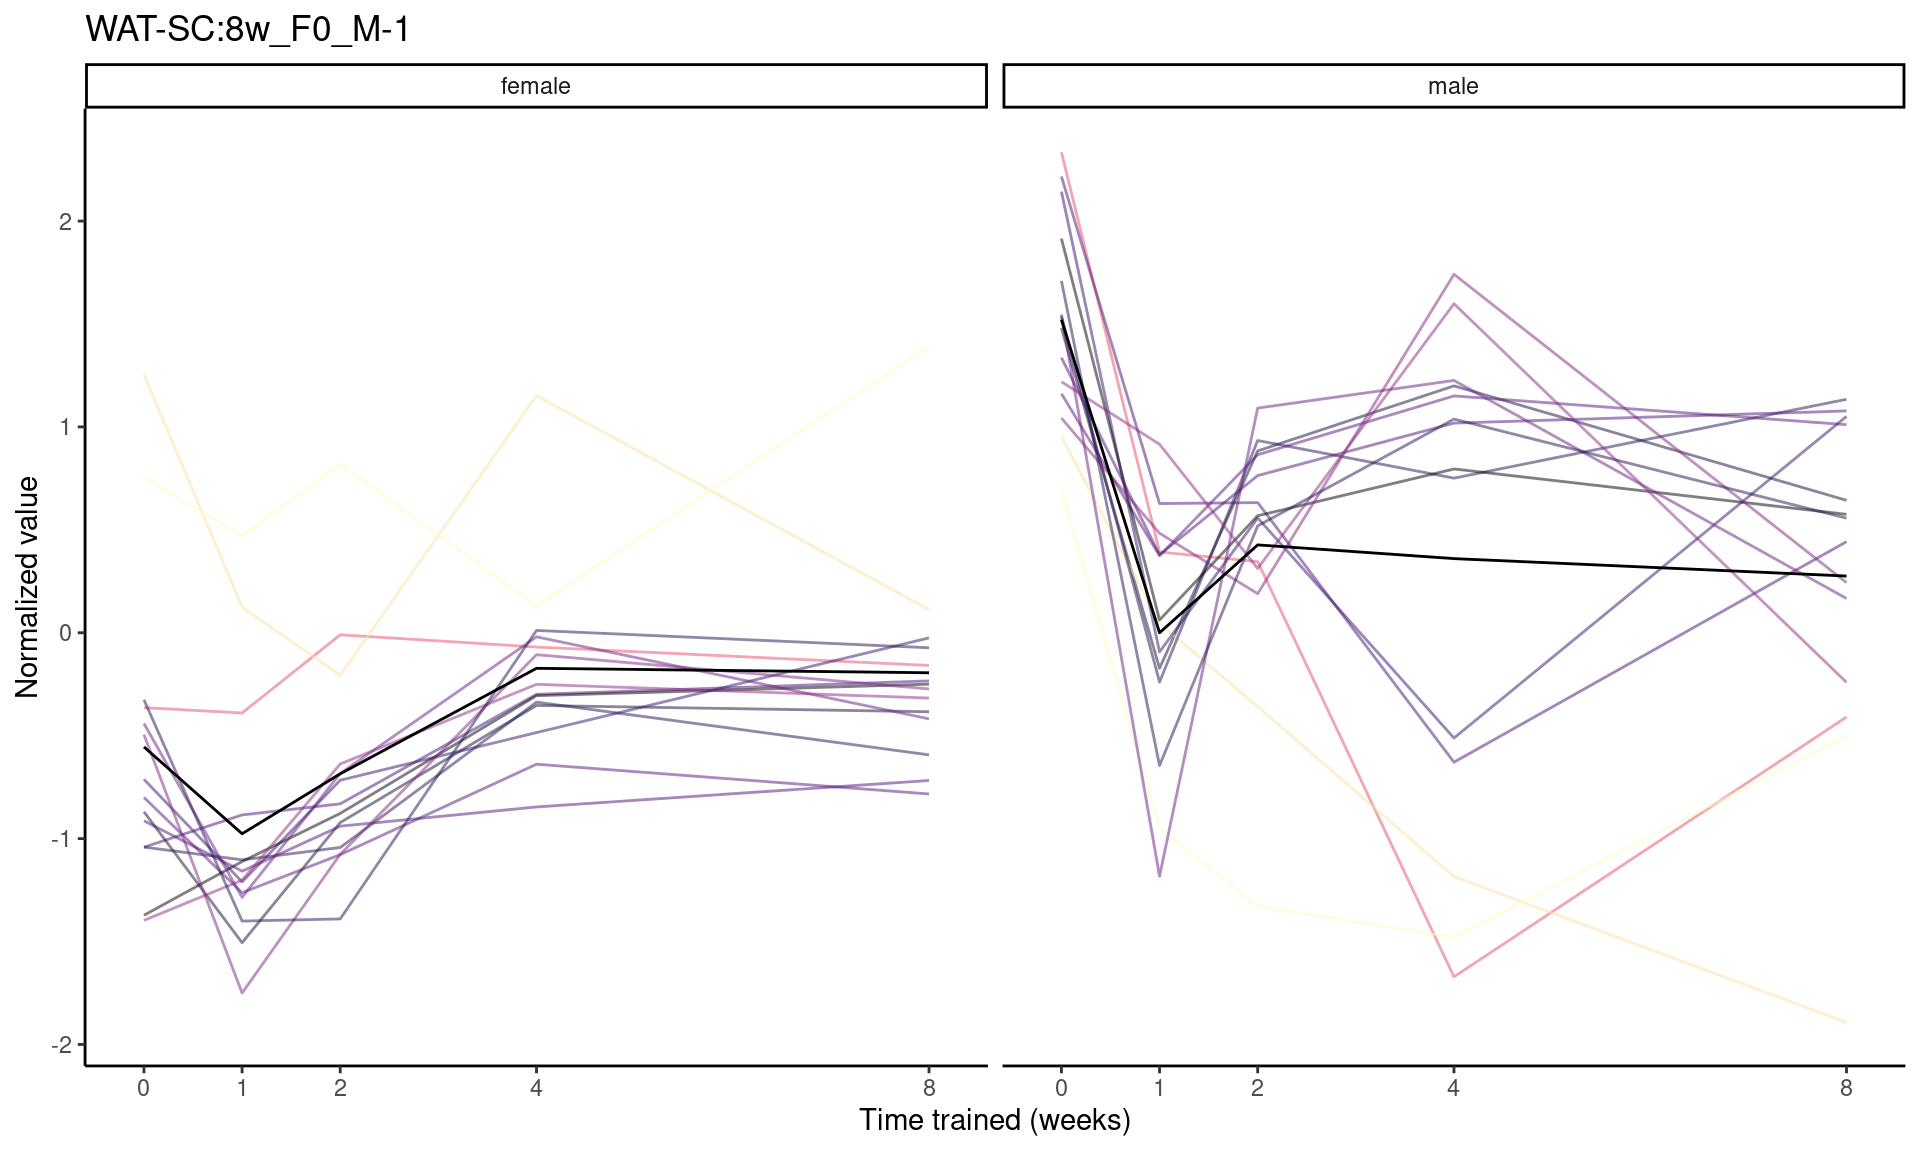 WAT-SC:8w_F0_M-1
female
male
Normalized value
2
1
0
-1
-2
0 1 2 4 8
0 1 2 4 8
Time trained (weeks)